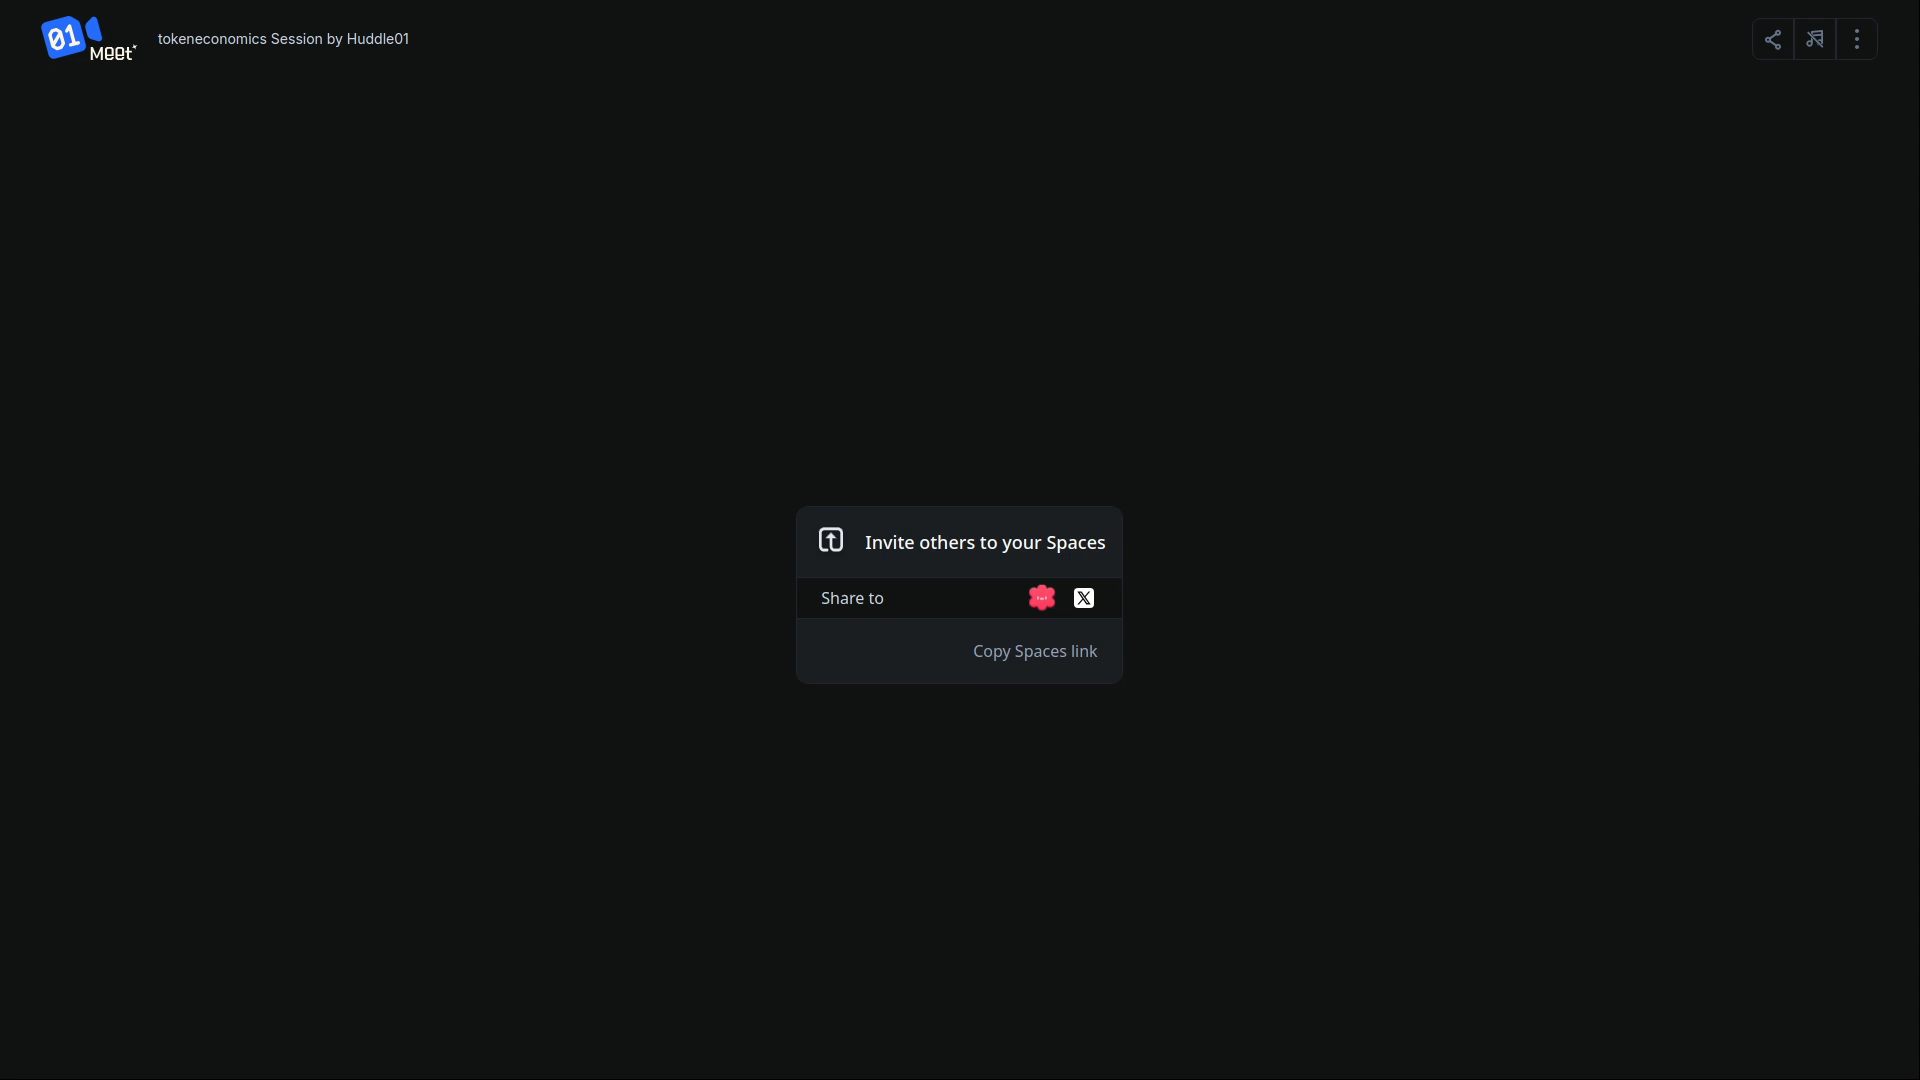 01
Meet
tokeneconomics Session by Huddle01
Invite others to your Spaces
Share to
Copy Spaces link